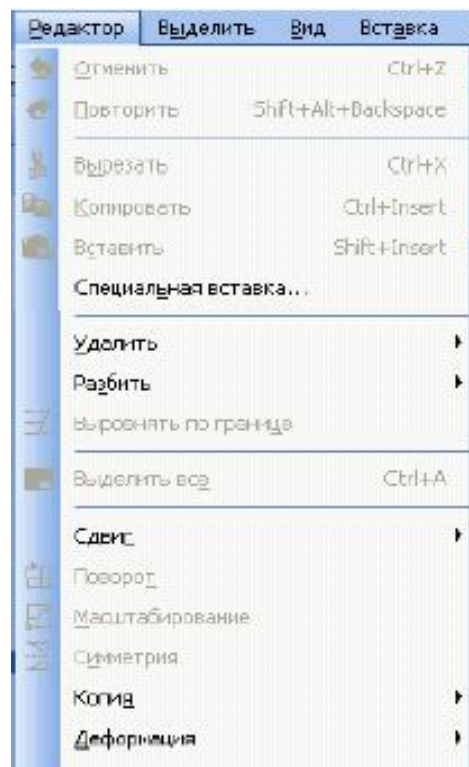 Редактор Выделить Вид Вставка
Отменить Ctrl+Z
Повторить Shift+Alt+Backspace
Вырезать Ctrl+X
Копировать Ctrl+Insert
Вставить Shift+Insert
Специальная вставка...
Удалить
Разбить
Выровнять по границе
Выделить все Ctrl+A
Сдвиг
Поворот
Масштабирование
Симметрия
Копия
Деформация